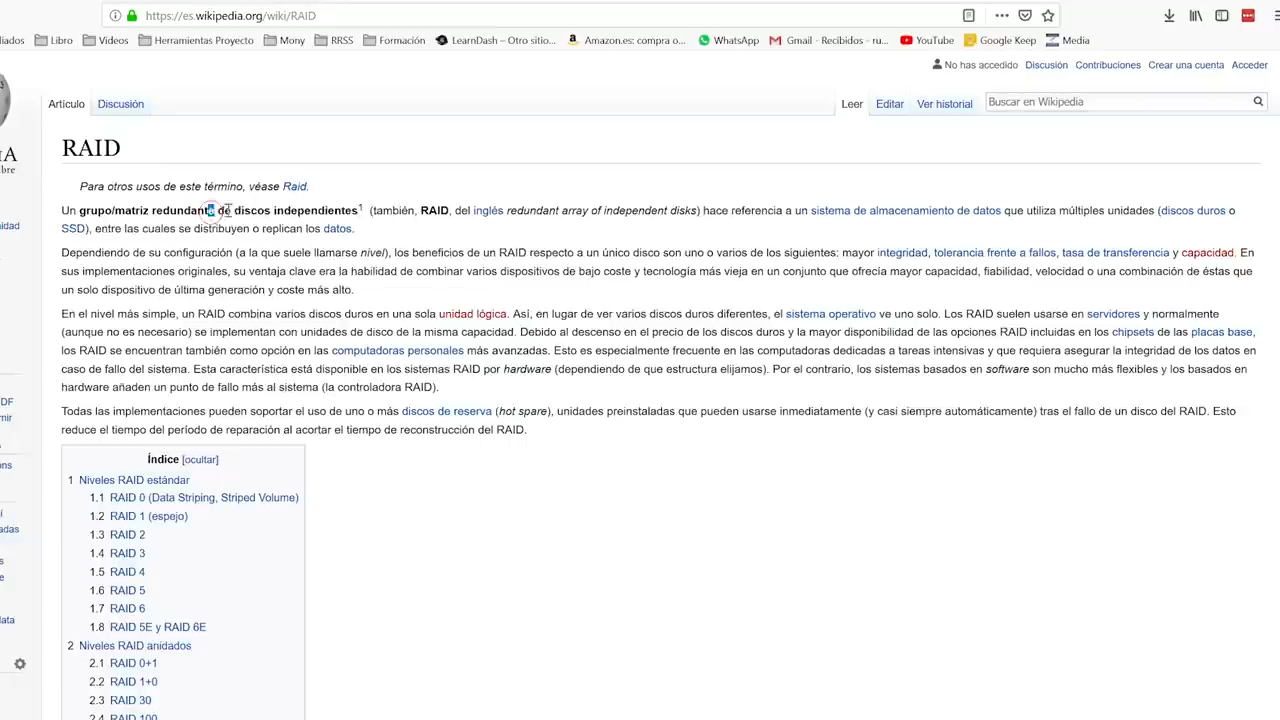 https://es.wikipedia.org/wiki/RAID
iados Libro Videos Herramientas Proyecto Mony RRSS Formación LearnDash – Otro sitio... Amazon.es: compra o... WhatsApp Gmail - Recibidos - ru... YouTube Google Keep Media
No has accedido Discusión Contribuciones Crear una cuenta Acceder
Artículo Discusión Leer Editar Ver historial Buscar en Wikipedia
RAID
Para otros usos de este término, véase Raid.
Un grupo/matriz redundante de discos independientes1 (también, RAID, del inglés redundant array of independent disks) hace referencia a un sistema de almacenamiento de datos que utiliza múltiples unidades (discos duros o
SSD), entre las cuales se distribuyen o replican los datos.
Dependiendo de su configuración (a la que suele llamarse nivel), los beneficios de un RAID respecto a un único disco son uno o varios de los siguientes: mayor integridad, tolerancia frente a fallos, tasa de transferencia y capacidad. En
sus implementaciones originales, su ventaja clave era la habilidad de combinar varios dispositivos de bajo coste y tecnología más vieja en un conjunto que ofrecía mayor capacidad, fiabilidad, velocidad o una combinación de éstas que
un solo dispositivo de última generación y coste más alto.
En el nivel más simple, un RAID combina varios discos duros en una sola unidad lógica. Así, en lugar de ver varios discos duros diferentes, el sistema operativo ve uno solo. Los RAID suelen usarse en servidores y normalmente
(aunque no es necesario) se implementan con unidades de disco de la misma capacidad. Debido al descenso en el precio de los discos duros y la mayor disponibilidad de las opciones RAID incluidas en los chipsets de las placas base,
los RAID se encuentran también como opción en las computadoras personales más avanzadas. Esto es especialmente frecuente en las computadoras dedicadas a tareas intensivas y que requiera asegurar la integridad de los datos en
caso de fallo del sistema. Esta característica está disponible en los sistemas RAID por hardware (dependiendo de que estructura elijamos). Por el contrario, los sistemas basados en software son mucho más flexibles y los basados en
hardware añaden un punto de fallo más al sistema (la controladora RAID).
Todas las implementaciones pueden soportar el uso de uno o más discos de reserva (hot spare), unidades preinstaladas que pueden usarse inmediatamente (y casi siempre automáticamente) tras el fallo de un disco del RAID. Esto
reduce el tiempo del período de reparación al acortar el tiempo de reconstrucción del RAID.
Índice [ocultar]
1 Niveles RAID estándar
1.1 RAID 0 (Data Striping, Striped Volume)
1.2 RAID 1 (espejo)
1.3 RAID 2
1.4 RAID 3
1.5 RAID 4
1.6 RAID 5
1.7 RAID 6
1.8 RAID 5E y RAID 6E
2 Niveles RAID anidados
2.1 RAID 0+1
2.2 RAID 1+0
2.3 RAID 30
2.4 RAID 100